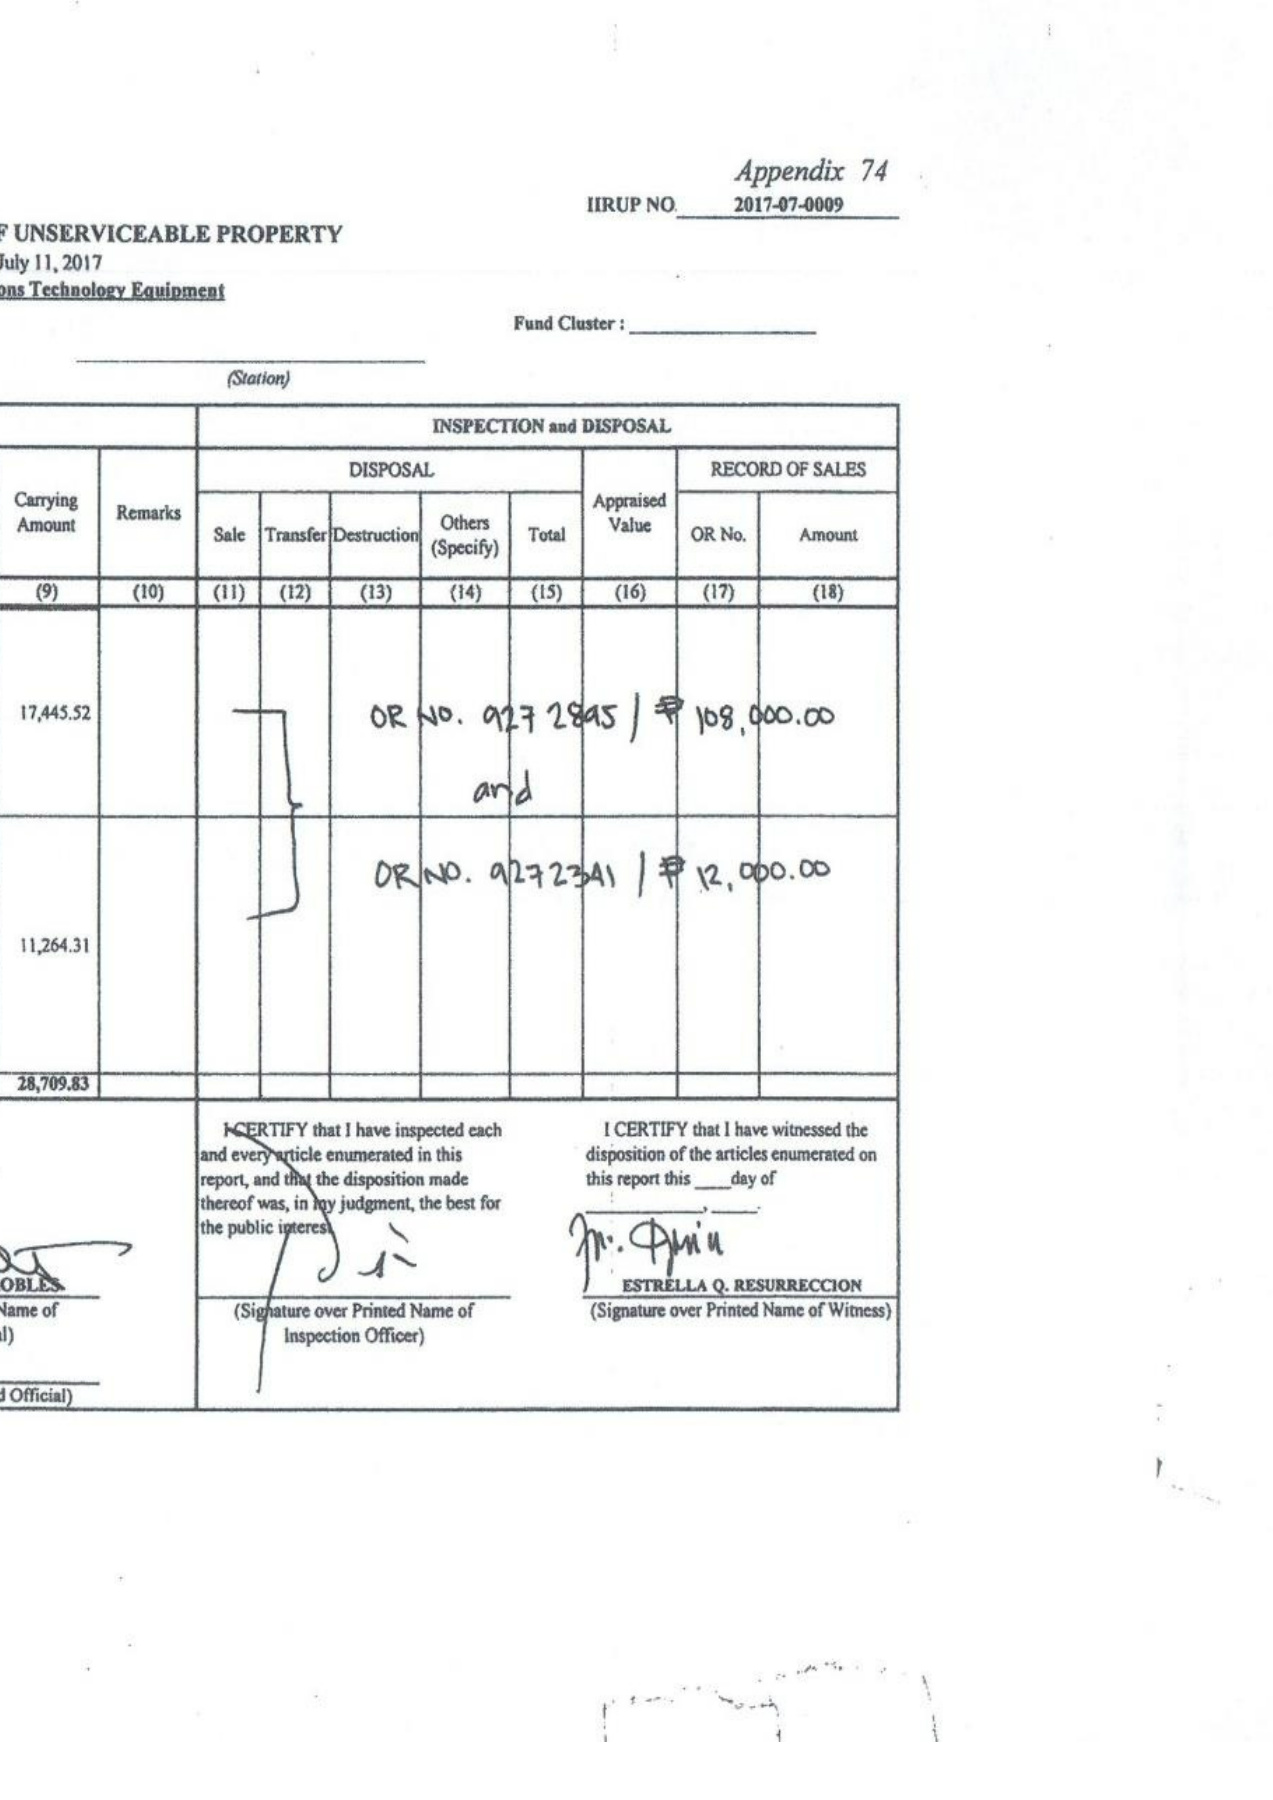 Appendix 74
IIRUP NO. 2017-07-0009
F UNSERVICEABLE PROPERTY
July 11, 2017
ons Technology Equipment
Fund Cluster :
(Station)
INSPECTION and DISPOSAL
DISPOSAL
RECORD OF SALES
Carrying Amount
Remarks
Sale
Transfer
Destruction
Others (Specify)
Total
Appraised Value
OR No.
Amount
(9) (10) (11) (12) (13) (14) (15) (16) (17) (18)
17,445.52
OR NO. 927 2895 / ₱ 108,000.00
and
OR NO. 9272341 / ₱ 12,000.00
11,264.31
28,709.83
I CERTIFY that I have inspected each
and every article enumerated in this
report, and that the disposition made
thereof was, in my judgment, the best for
the public interest
I CERTIFY that I have witnessed the
disposition of the articles enumerated on
this report this ____day of
________, ____.
OBLES
Name of
al)
d Official)
(Signature over Printed Name of
Inspection Officer)
ESTRELLA Q. RESURRECCION
(Signature over Printed Name of Witness)